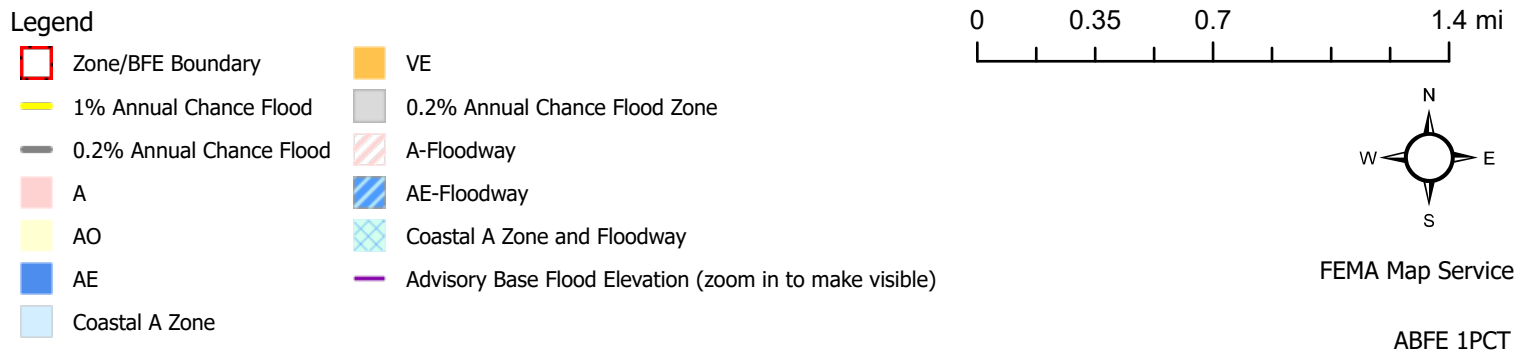 Legend
Zone/BFE Boundary
1% Annual Chance Flood
0.2% Annual Chance Flood
A
AO
AE
Coastal A Zone
VE
0.2% Annual Chance Flood Zone
A-Floodway
AE-Floodway
Coastal A Zone and Floodway
Advisory Base Flood Elevation (zoom in to make visible)
0 0.35 0.7 1.4 mi
N
W E
S
FEMA Map Service
ABFE 1PCT